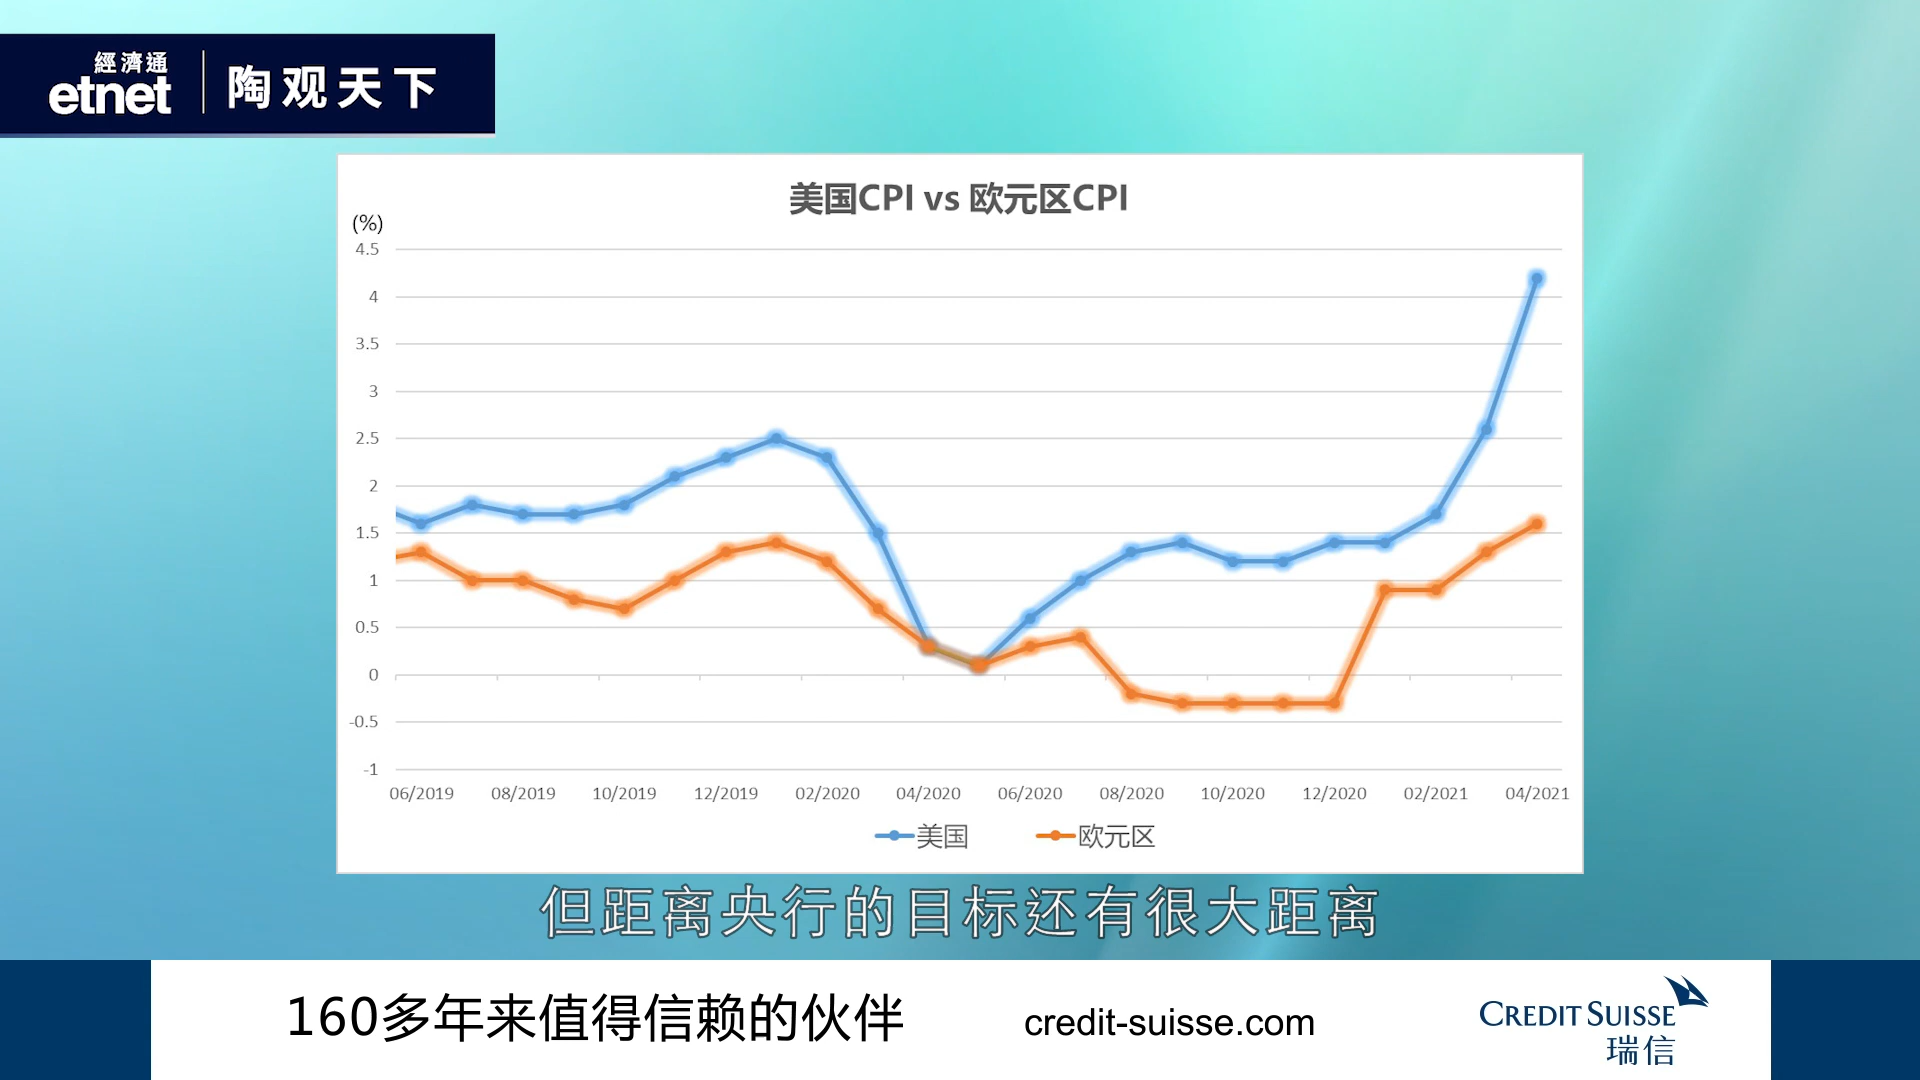 經濟通
etnet
陶观天下
美国CPI vs 欧元区CPI
(%)
4.5
4
3.5
3
2.5
2
1.5
1
0.5
0
-0.5
-1
06/2019 08/2019 10/2019 12/2019 02/2020 04/2020 06/2020 08/2020 10/2020 12/2020 02/2021 04/2021
美国 欧元区
但距离央行的目标还有很大距离
160多年来值得信赖的伙伴 credit-suisse.com
CREDIT SUISSE
瑞信